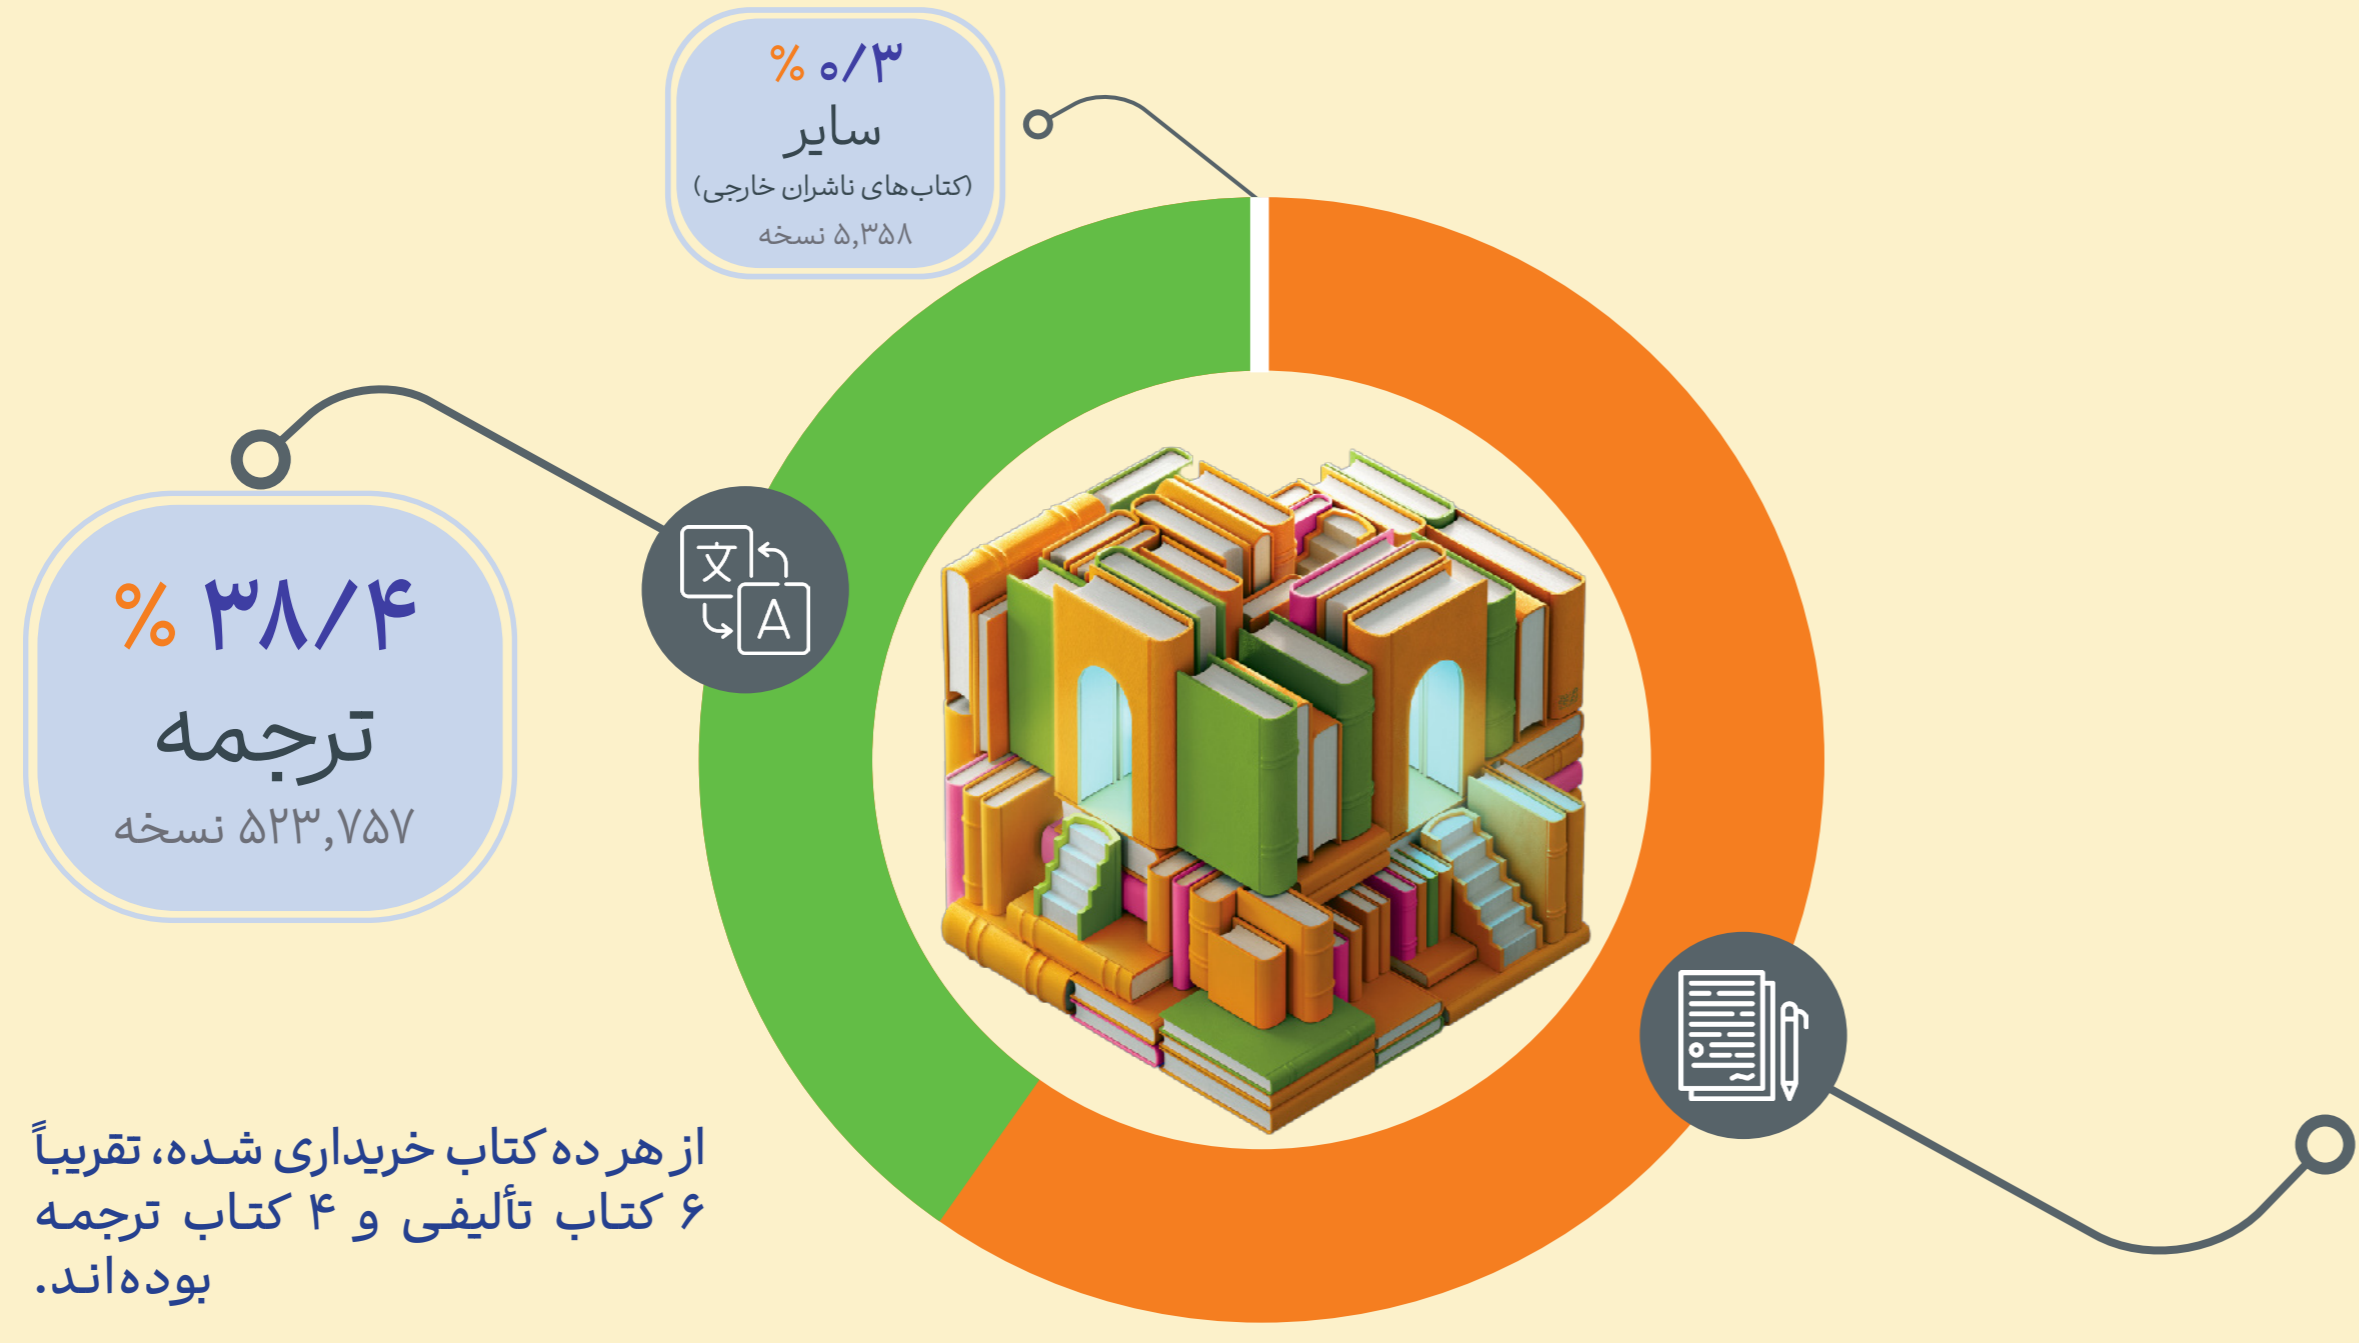 % ۰/۳
سایر
(کتاب‌های ناشران خارجی)
۵,۳۵۸ نسخه
% ۳۸/۴
ترجمه
۵۲۳,۷۵۷ نسخه
文
A
از هر ده کتاب خریداری شده، تقریباً
۶ کتاب تألیفی و ۴ کتاب ترجمه
بوده‌اند.